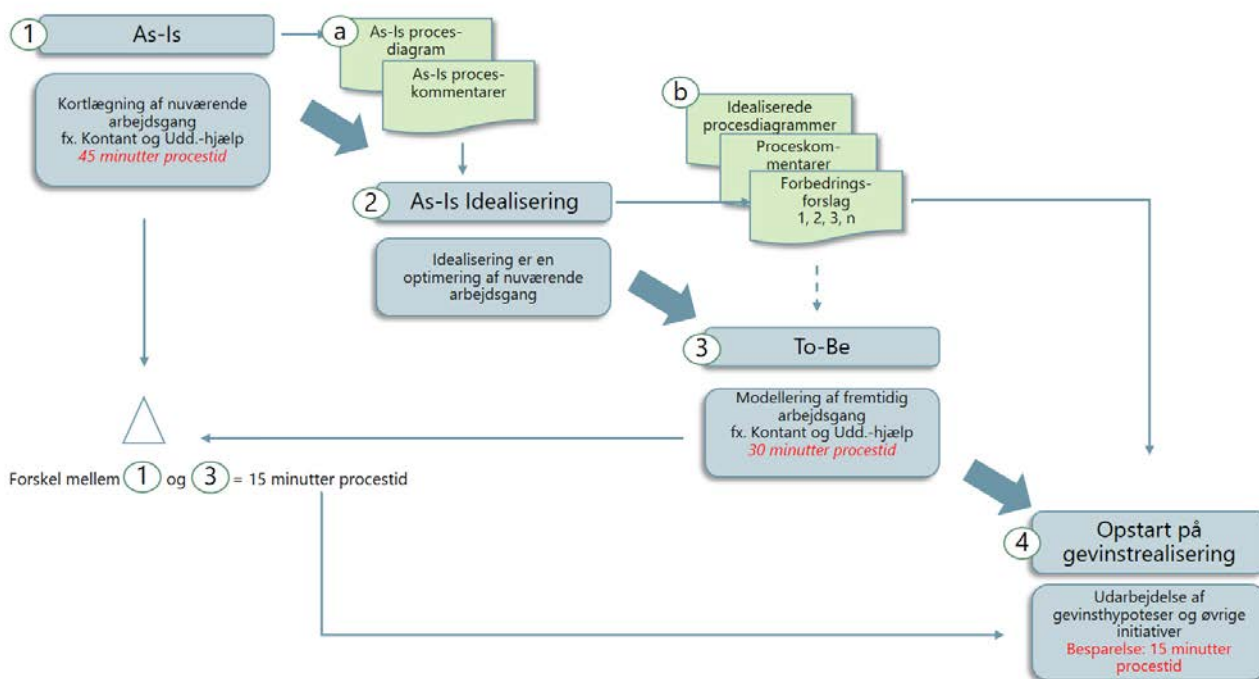 1
As-Is
a
As-Is proces-
diagram
As-Is proces-
kommentarer
Kortlægning af nuværende
arbejdsgang
fx. Kontant og Udd.-hjælp
45 minutter procestid
b
Idealiserede
procesdiagrammer
Proceskom-
mentarer
Forbedrings-
forslag
1, 2, 3, n
2
As-Is Idealisering
Idealisering er en
optimering af nuværende
arbejdsgang
3
To-Be
Modellering af fremtidig
arbejdsgang
fx. Kontant og Udd.-hjælp
30 minutter procestid
Forskel mellem 1 og 3 = 15 minutter procestid
4
Opstart på
gevinstrealisering
Udarbejdelse af
gevinsthypoteser og øvrige
initiativer
Besparelse: 15 minutter
procestid